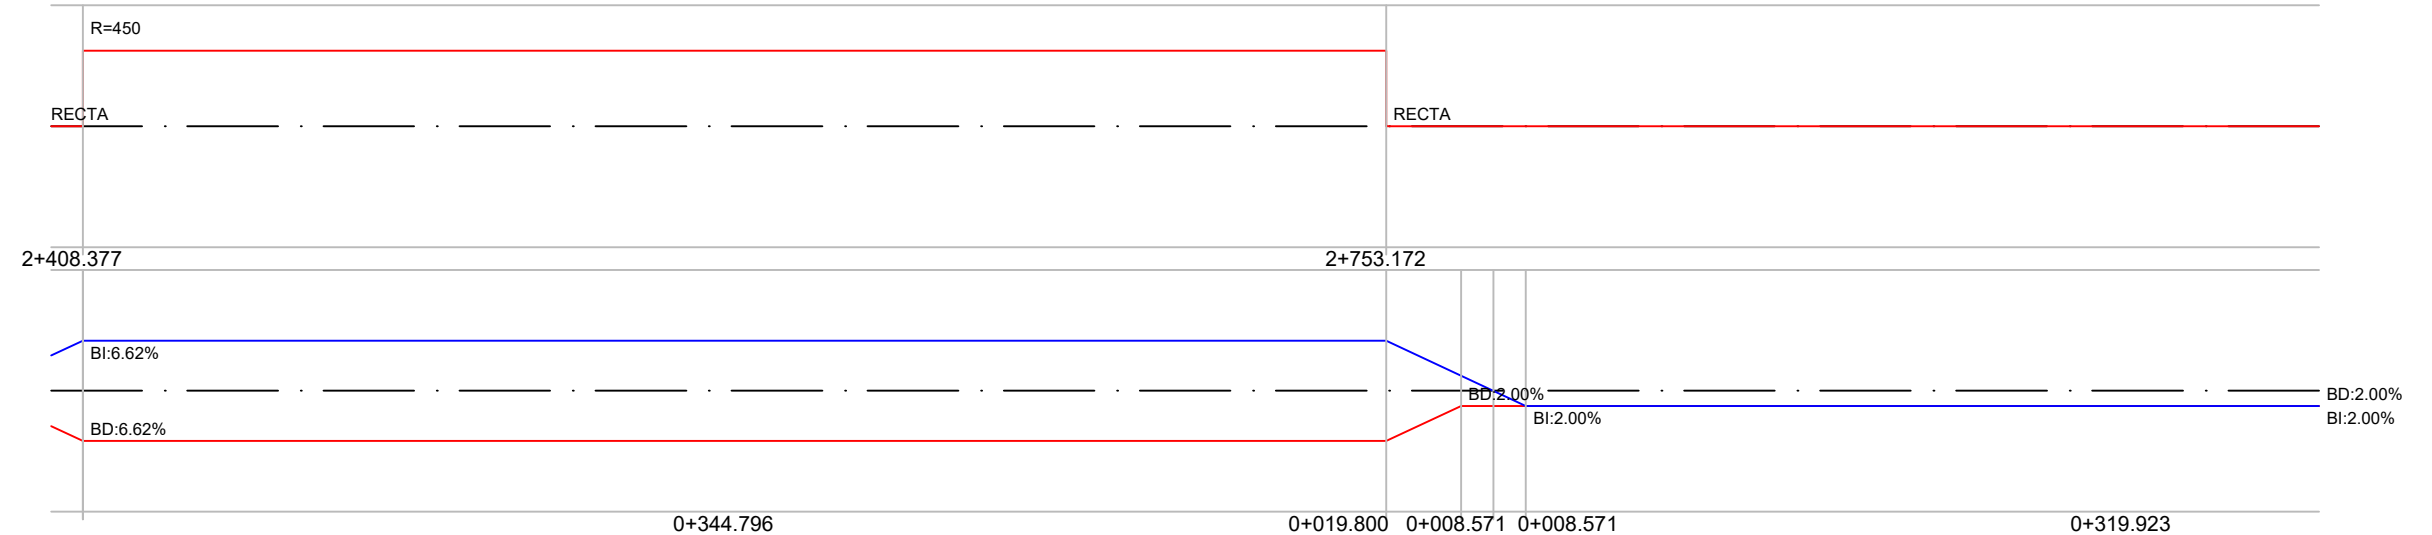 R=450
RECTA
RECTA
2+408.377
2+753.172
BI:6.62%
BD:6.62%
BD:2.00%
BI:2.00%
BD:2.00%
BI:2.00%
0+344.796
0+019.800
0+008.571
0+008.571
0+319.923